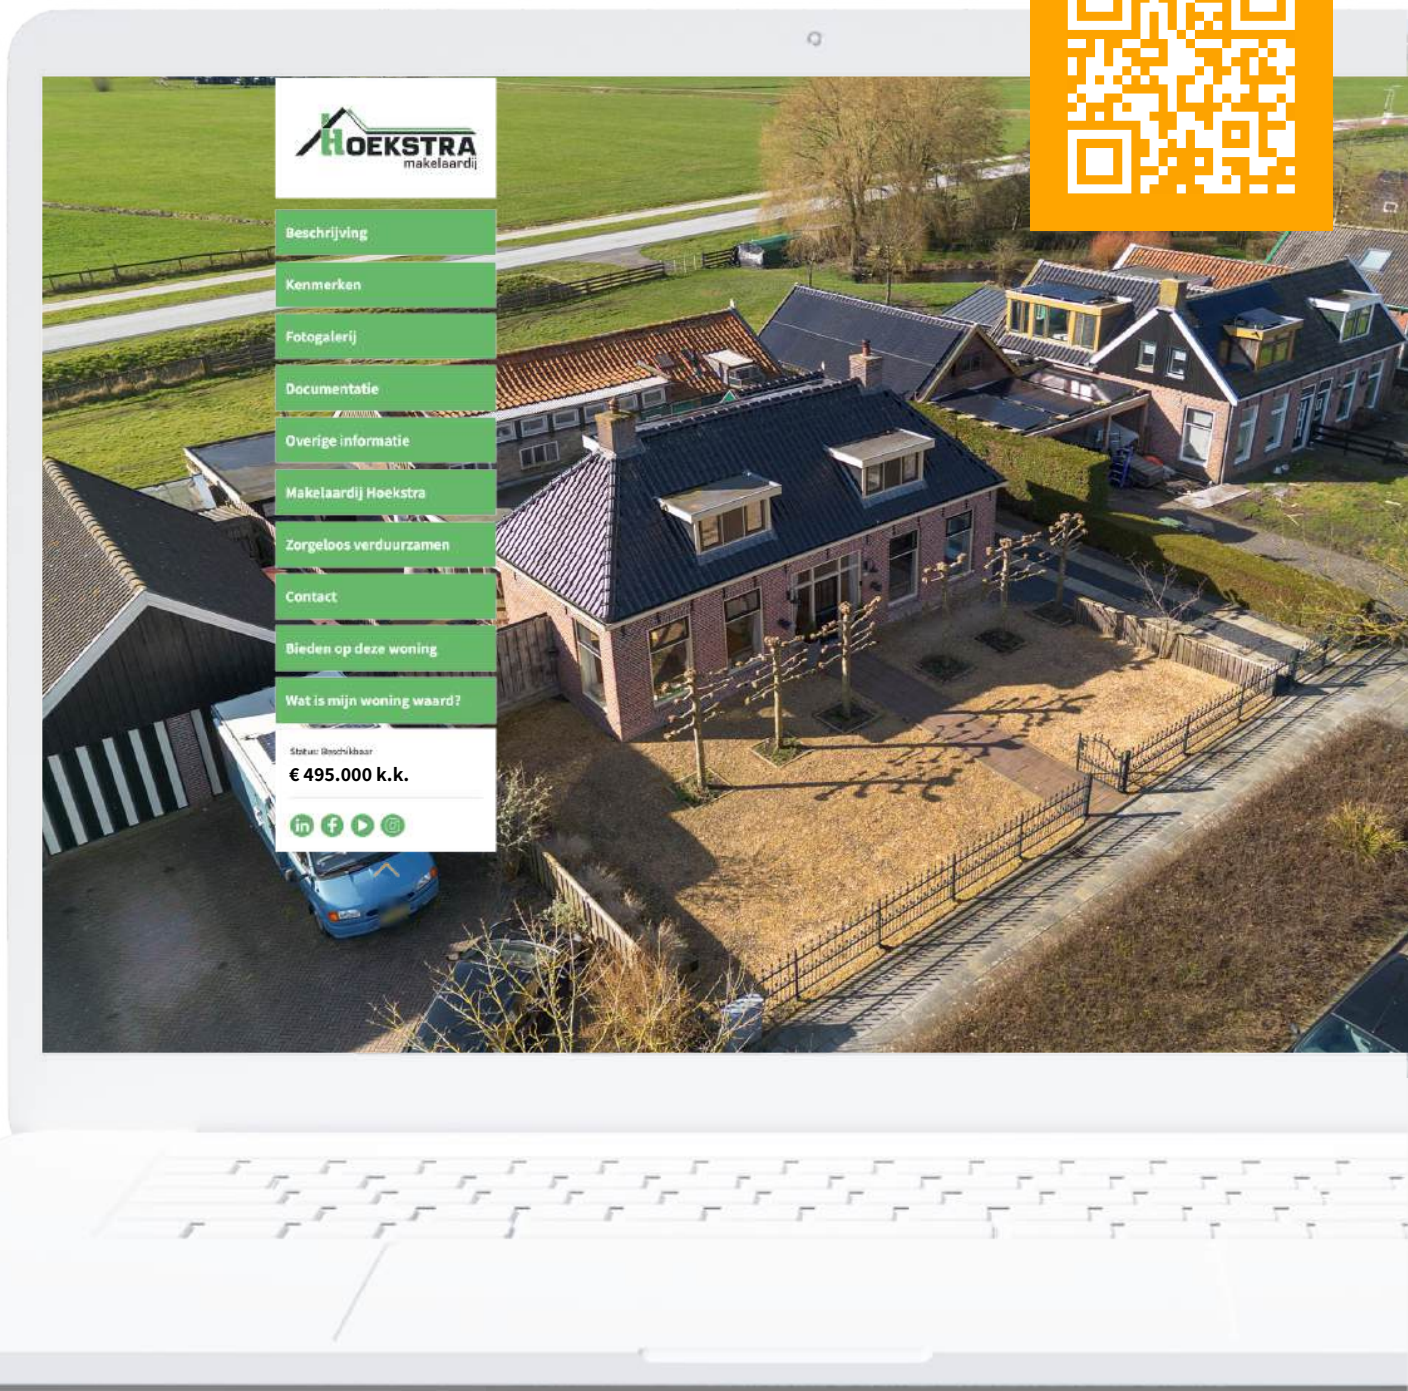 HOEKSTRA
makelaardij
Beschrijving
Kenmerken
Fotogalerij
Documentatie
Overige informatie
Makelaardij Hoekstra
Zorgeloos verduurzamen
Contact
Bieden op deze woning
Wat is mijn woning waard?
Status: Beschikbaar
€ 495.000 k.k.
in f